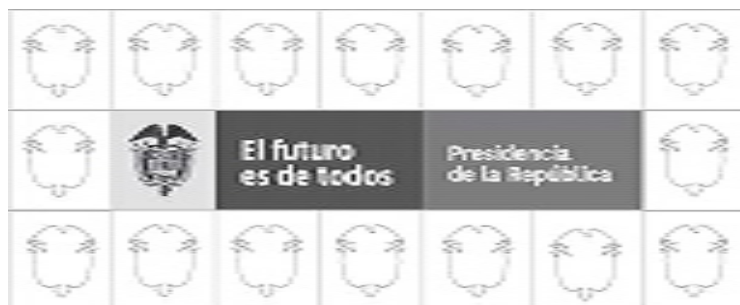 El futuro
es de todos
Presidencia
de la República